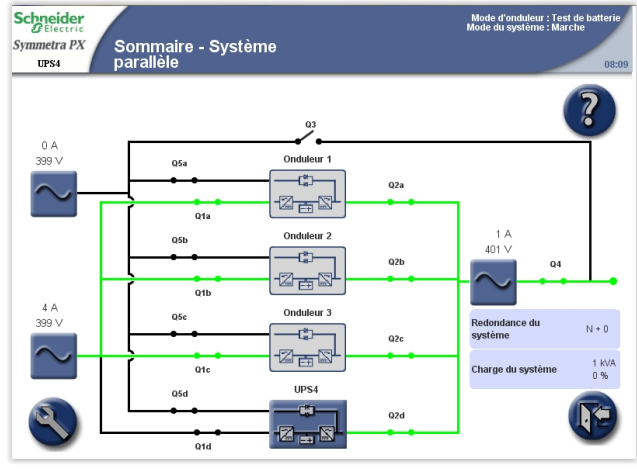 Schneider
Electric
Symmetra PX
UPS4
Sommaire - Système
parallèle
Mode d'onduleur : Test de batterie
Mode du système : Marche
08:09
?
Q3
0 A
399 V
Q5a
Onduleur 1
Q2a
Q1a
Q5b
Onduleur 2
Q2b
Q1b
1 A
401 V
Q4
4 A
399 V
Q5c
Onduleur 3
Q2c
Q1c
Redondance du
système
N + 0
Charge du système
1 kVA
0 %
Q5d
UPS4
Q2d
Q1d